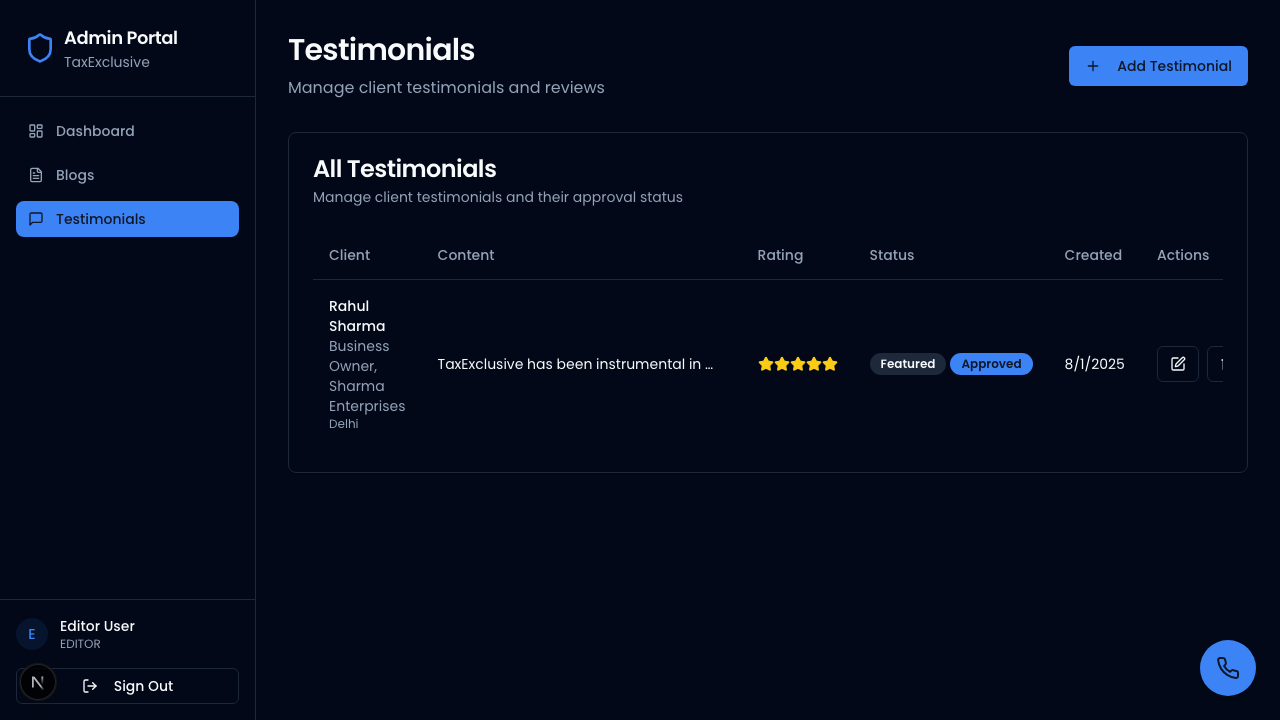 Admin Portal
TaxExclusive
Dashboard
Blogs
Testimonials
Editor User
EDITOR
E
N
Sign Out
Testimonials
Manage client testimonials and reviews
Add Testimonial
All Testimonials
Manage client testimonials and their approval status
Client Content Rating Status Created Actions
Rahul
Sharma
Business
Owner,
Sharma
Enterprises
Delhi
TaxExclusive has been instrumental in ...
Featured Approved
8/1/2025